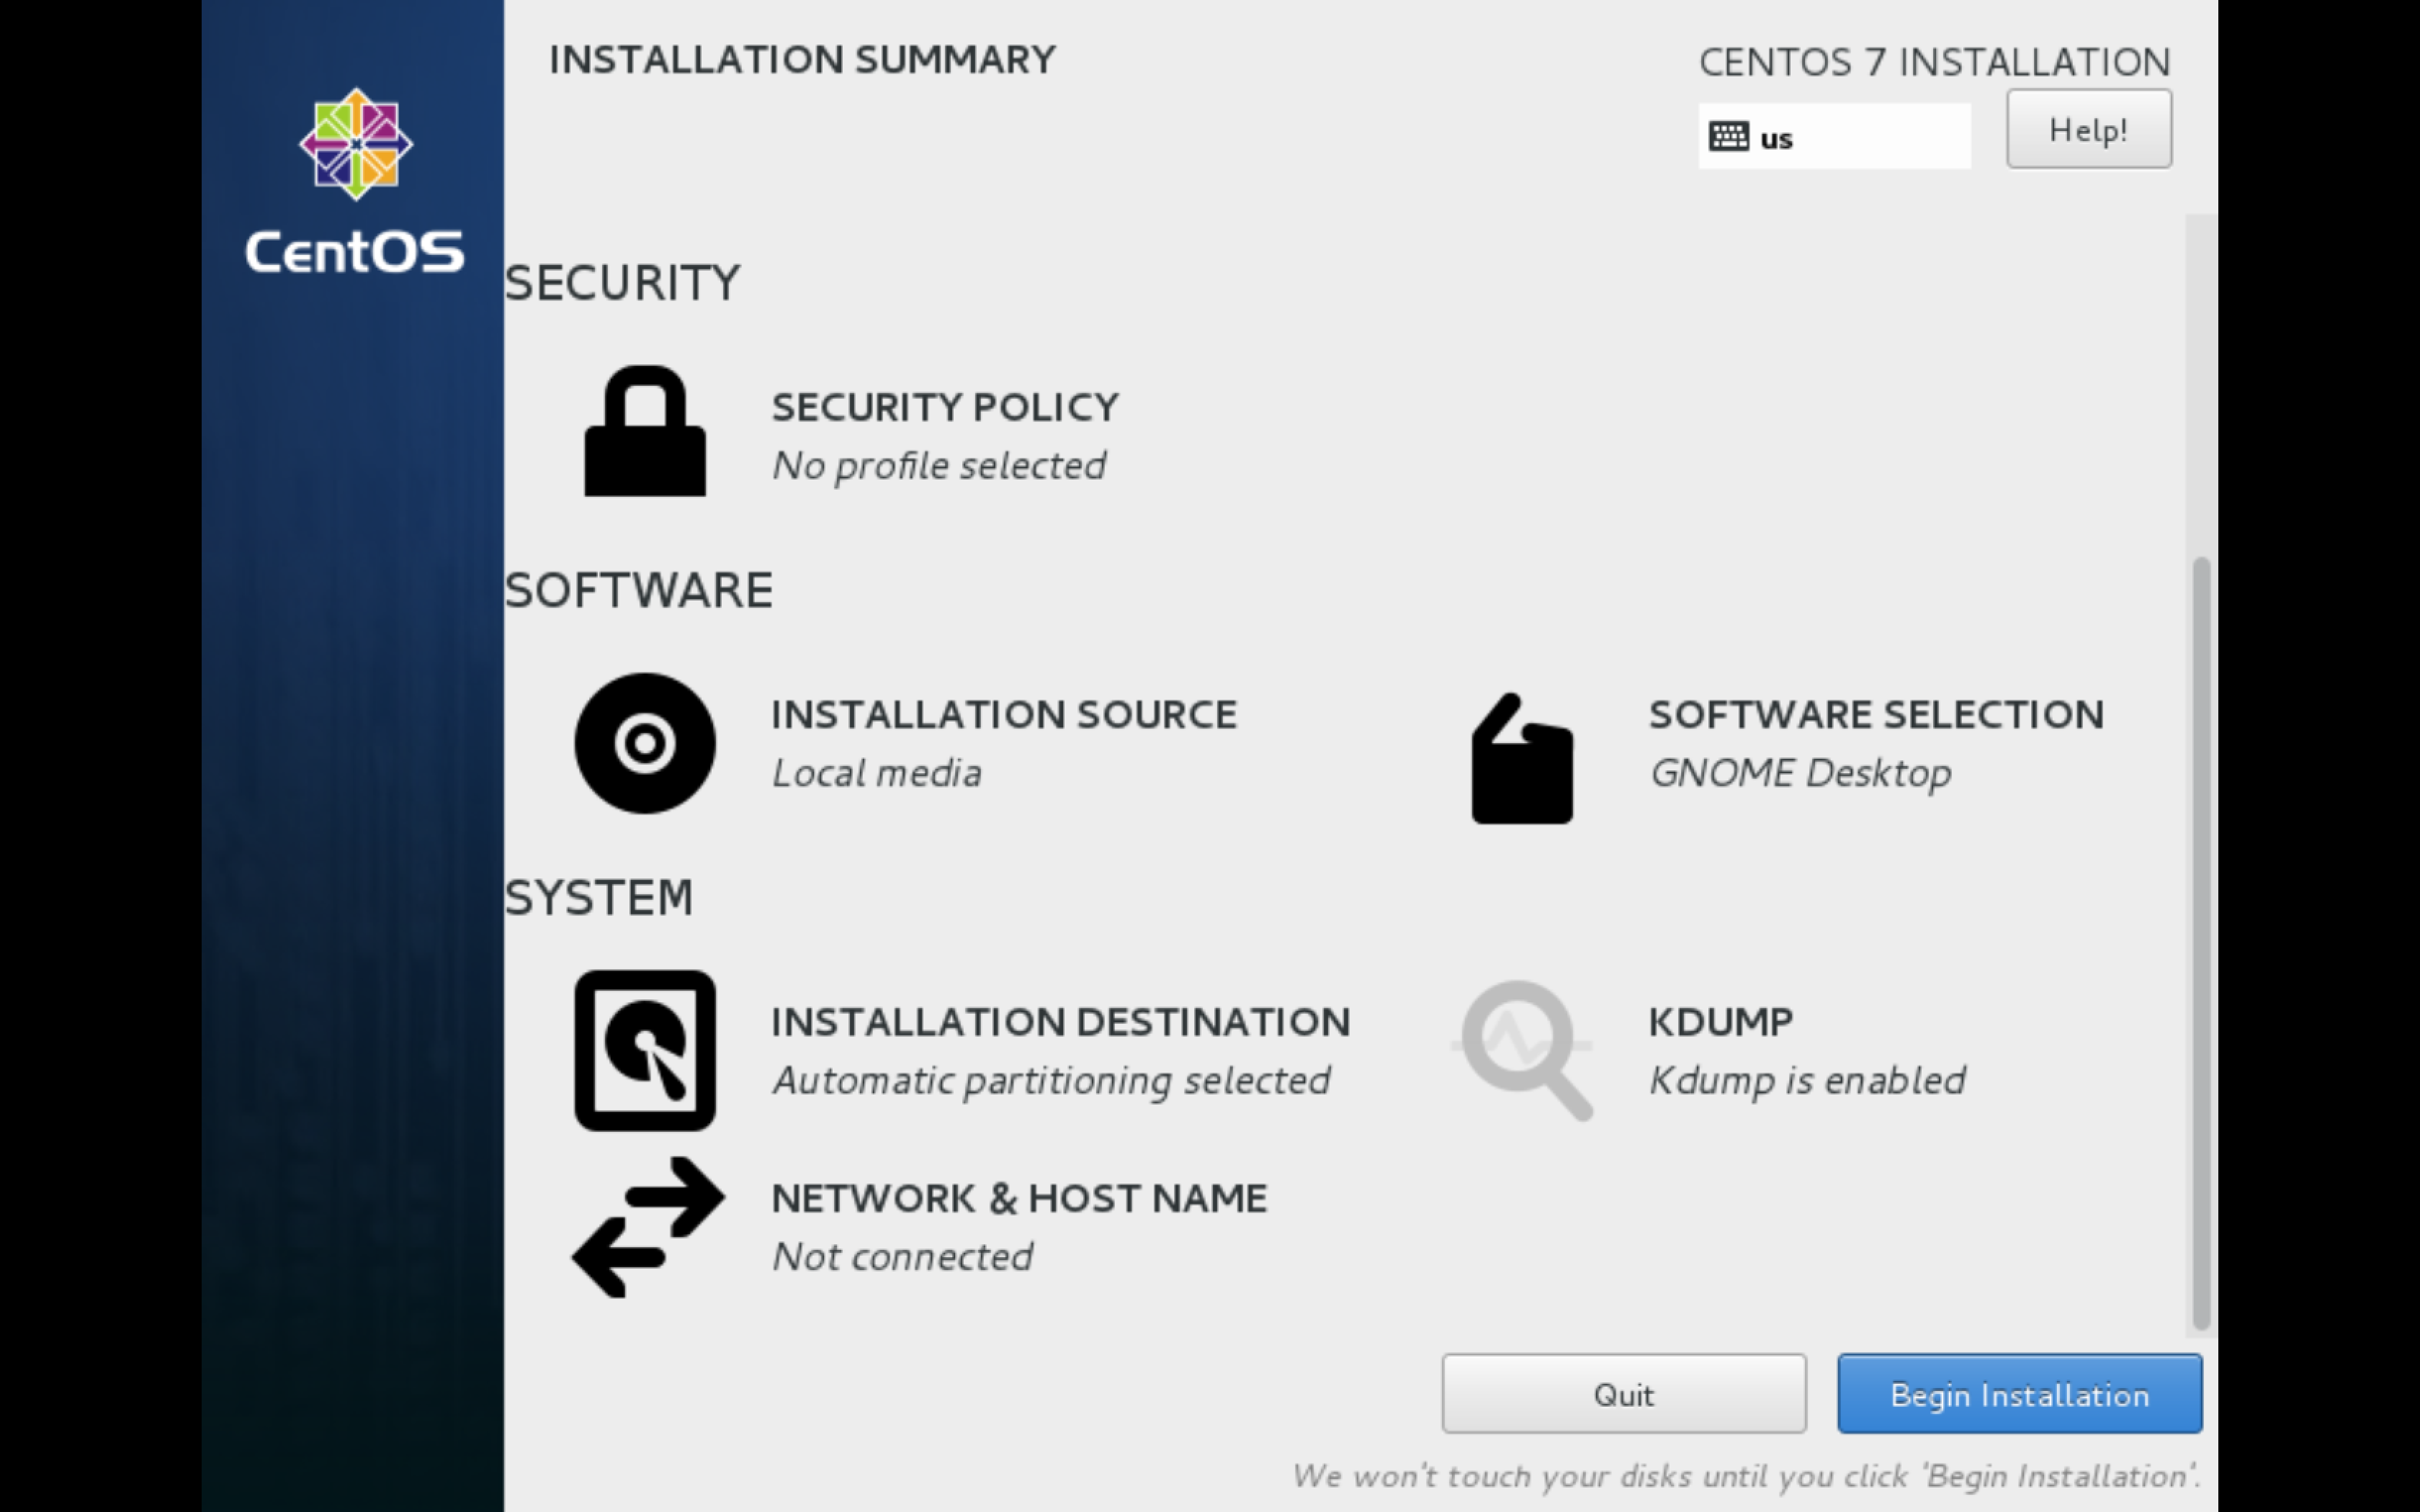 INSTALLATION SUMMARY
CENTOS 7 INSTALLATION
us
Help!
CentOS
SECURITY
SECURITY POLICY
No profile selected
SOFTWARE
INSTALLATION SOURCE
Local media
SOFTWARE SELECTION
GNOME Desktop
SYSTEM
INSTALLATION DESTINATION
Automatic partitioning selected
KDUMP
Kdump is enabled
NETWORK & HOST NAME
Not connected
Quit
Begin Installation
We won't touch your disks until you click 'Begin Installation'.